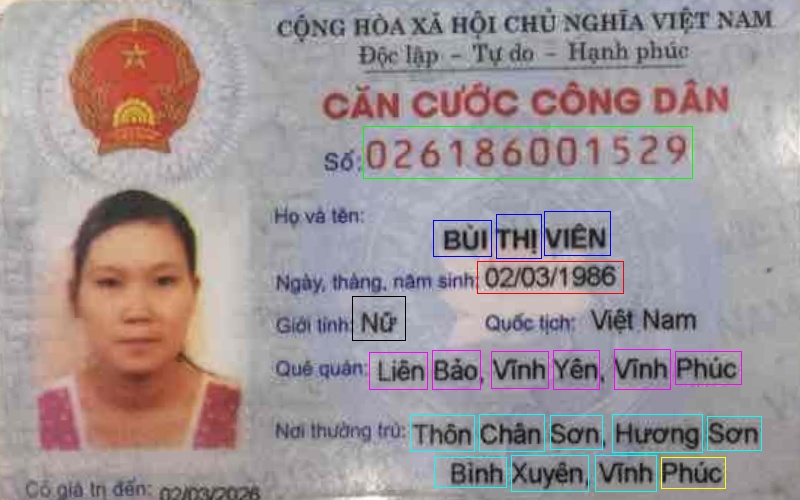 CỘNG HÒA XÃ HỘI CHỦ NGHĨA VIỆT NAM
Độc lập - Tự do - Hạnh phúc
CĂN CƯỚC CÔNG DÂN
Số: 026186001529
Họ và tên:
BÙI THỊ VIÊN
Ngày, tháng, năm sinh: 02/03/1986
Giới tính: Nữ Quốc tịch: Việt Nam
Quê quán: Liên Bảo, Vĩnh Yên, Vĩnh Phúc
Nơi thường trú: Thôn Chân Sơn, Hương Sơn
Bình Xuyên, Vĩnh Phúc
Có giá trị đến: 02/03/2026